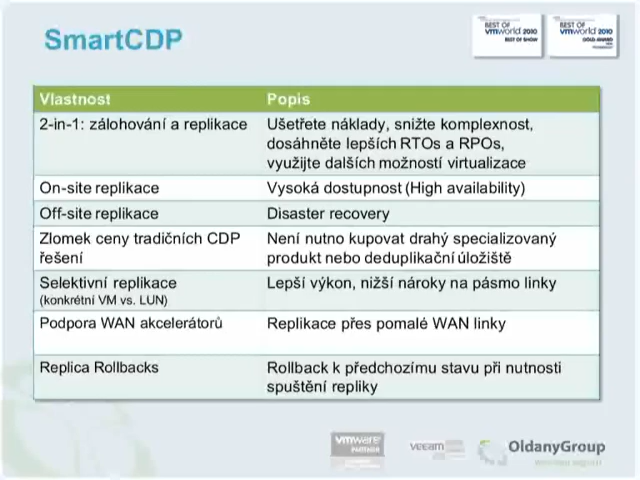 SmartCDP
BEST OF
vmworld 2010
BEST OF SHOW
BEST OF
vmworld 2010
GOLD AWARD
Vlastnost Popis
2-in-1: zálohování a replikace Ušetřete náklady, snižte komplexnost,
dosáhněte lepších RTOs a RPOs,
využijte dalších možností virtualizace
On-site replikace Vysoká dostupnost (High availability)
Off-site replikace Disaster recovery
Zlomek ceny tradičních CDP Není nutno kupovat drahý specializovaný
řešení produkt nebo deduplikační úložiště
Selektivní replikace Lepší výkon, nižší nároky na pásmo linky
(konkrétní VM vs. LUN)
Podpora WAN akcelerátorů Replikace přes pomalé WAN linky
Replica Rollbacks Rollback k předchozímu stavu při nutnosti
spuštění repliky
vmware
PARTNER
veeam
OldanyGroup